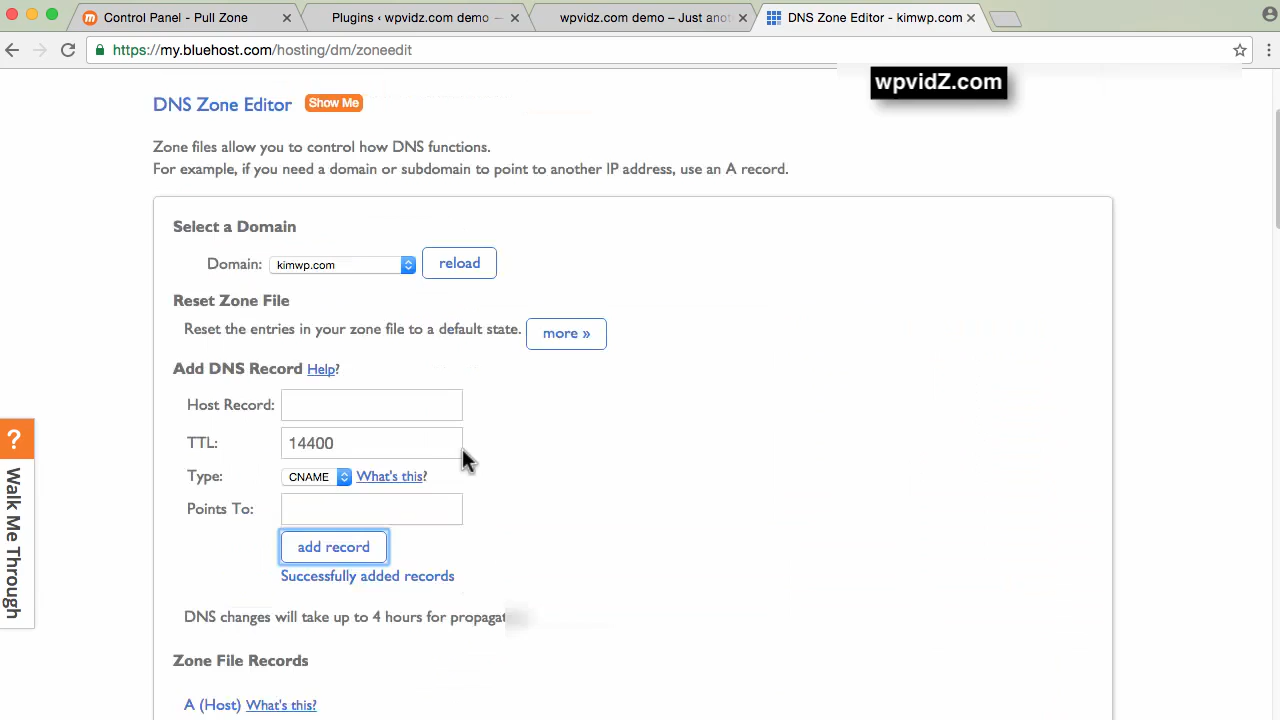 Control Panel - Pull Zone
Plugins ‹ wpvidz.com demo —
wpvidz.com demo – Just anot
DNS Zone Editor - kimwp.com
https://my.bluehost.com/hosting/dm/zoneedit
wpvidZ.com
DNS Zone Editor Show Me
Zone files allow you to control how DNS functions.
For example, if you need a domain or subdomain to point to another IP address, use an A record.
Select a Domain
Domain: kimwp.com reload
Reset Zone File
Reset the entries in your zone file to a default state. more »
Add DNS Record Help?
Host Record:
TTL: 14400
Type: CNAME What's this?
Points To:
add record
Successfully added records
DNS changes will take up to 4 hours for propagat
Zone File Records
A (Host) What's this?
?
Walk Me Through